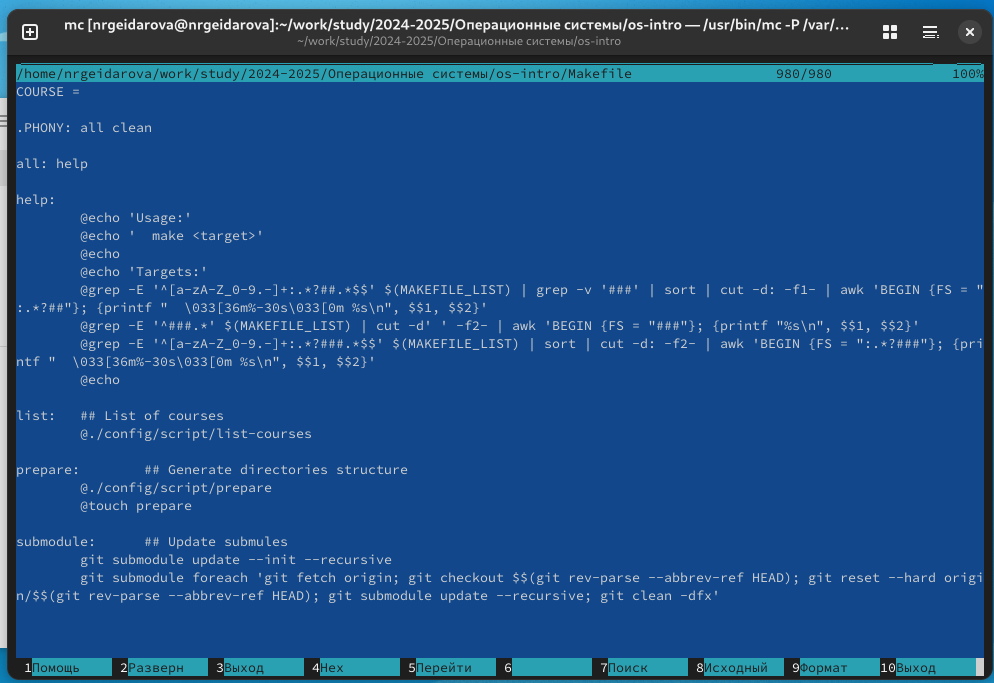 mc [nrgeidarova@nrgeidarova]:~/work/study/2024-2025/Операционные системы/os-intro — /usr/bin/mc -P /var/…
~/work/study/2024-2025/Операционные системы/os-intro
/home/nrgeidarova/work/study/2024-2025/Операционные системы/os-intro/Makefile 980/980 100%
COURSE =
.PHONY: all clean
all: help
help:
@echo 'Usage:'
@echo '  make <target>'
@echo
@echo 'Targets:'
@grep -E '^[a-zA-Z_0-9.-]+:.*?##.*$$' $(MAKEFILE_LIST) | grep -v '###' | sort | cut -d: -f1- | awk 'BEGIN {FS = "
:.*?##"}; {printf "  \033[36m%-30s\033[0m %s\n", $$1, $$2}'
@grep -E '^###.*' $(MAKEFILE_LIST) | cut -d' ' -f2- | awk 'BEGIN {FS = "###"}; {printf "%s\n", $$1, $$2}'
@grep -E '^[a-zA-Z_0-9.-]+:.*?###.*$$' $(MAKEFILE_LIST) | sort | cut -d: -f2- | awk 'BEGIN {FS = ":.*?###"}; {pri
ntf "  \033[36m%-30s\033[0m %s\n", $$1, $$2}'
@echo
list:   ## List of courses
@./config/script/list-courses
prepare:        ## Generate directories structure
@./config/script/prepare
@touch prepare
submodule:      ## Update submules
git submodule update --init --recursive
git submodule foreach 'git fetch origin; git checkout $$(git rev-parse --abbrev-ref HEAD); git reset --hard origi
n/$$(git rev-parse --abbrev-ref HEAD); git submodule update --recursive; git clean -dfx'
1Помощь 2Разверн 3Выход 4Hex 5Перейти 6 7Поиск 8Исходный 9Формат 10Выход